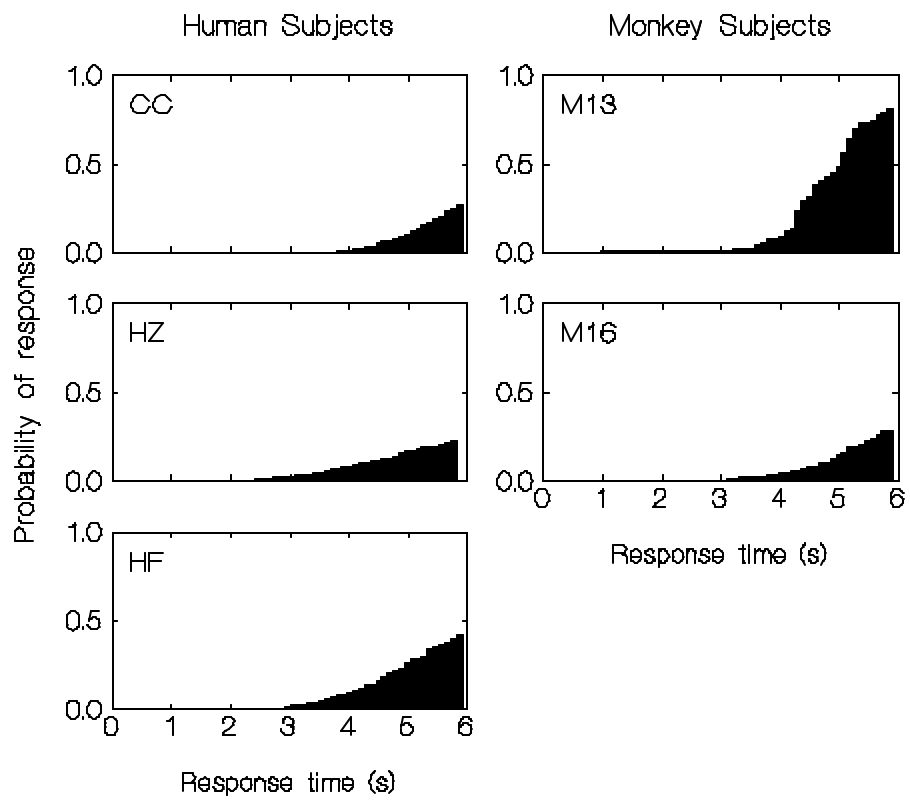 Human Subjects
Monkey Subjects
Probability of response
1.0
CC
0.5
0.0
1.0
M13
0.5
0.0
1.0
HZ
0.5
0.0
1.0
M16
0.5
0.0
0 1 2 3 4 5 6
Response time (s)
1.0
HF
0.5
0.0
0 1 2 3 4 5 6
Response time (s)